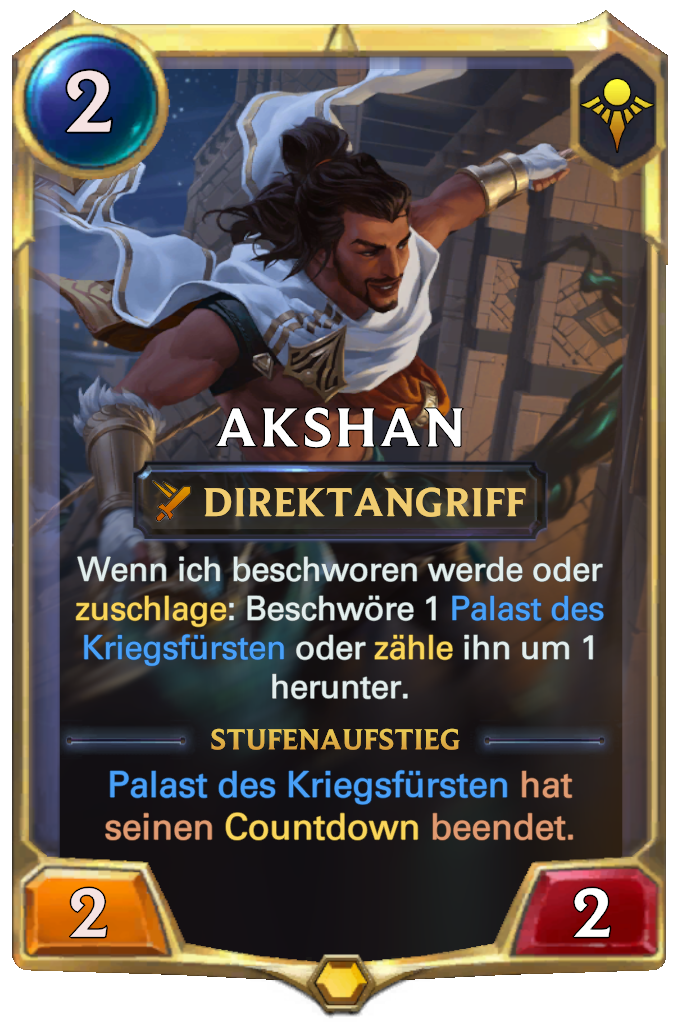 2
AKSHAN
DIREKTANGRIFF
Wenn ich beschworen werde oder
zuschlage: Beschwöre 1 Palast des
Kriegsfürsten oder zähle ihn um 1
herunter.
STUFENAUFSTIEG
Palast des Kriegsfürsten hat
seinen Countdown beendet.
2
2